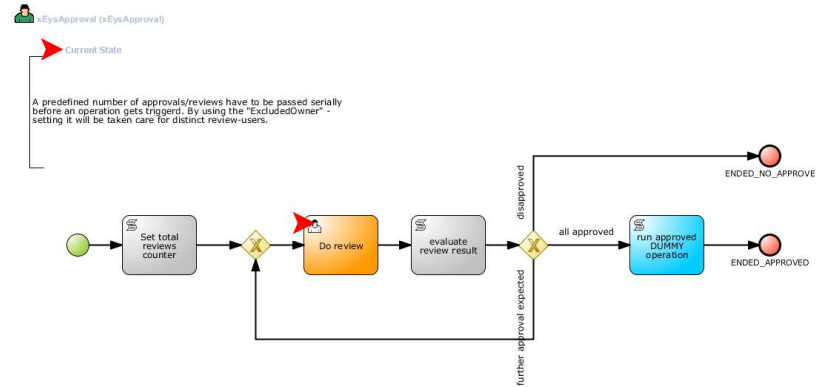 xEysApproval (xEysApproval)
Current State
A predefined number of approvals/reviews have to be passed serially
before an operation gets triggerd. By using the "ExcludedOwner" -
setting it will be taken care for distinct review-users.
ENDED_NO_APPROVE
disapproved
Set total
reviews
counter
Do review
evaluate
review result
all approved
run approved
DUMMY
operation
ENDED_APPROVED
further approval expected